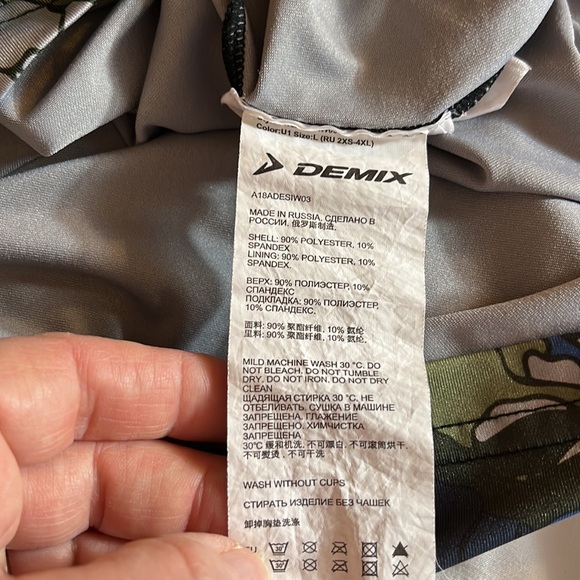 Color:U1 Size:L (RU 2XS-4XL)
DEMIX
A18ADESIW03
MADE IN RUSSIA, СДЕЛАНО В
РОССИИ, 俄罗斯制造,
SHELL: 90% POLYESTER, 10%
SPANDEX
LINING: 90% POLYESTER, 10%
SPANDEX.
ВЕРХ: 90% ПОЛИЭСТЕР, 10%
СПАНДЕКС
ПОДКЛАДКА: 90% ПОЛИЭСТЕР,
10% СПАНДЕКС
面料: 90% 聚酯纤维, 10% 氨纶
里料: 90% 聚酯纤维, 10% 氨纶.
MILD MACHINE WASH 30 °C. DO
NOT BLEACH. DO NOT TUMBLE
DRY. DO NOT IRON. DO NOT DRY
CLEAN
ЩАДЯЩАЯ СТИРКА 30 °С. НЕ
ОТБЕЛИВАТЬ. СУШКА В МАШИНЕ
ЗАПРЕЩЕНА. ГЛАЖЕНИЕ
ЗАПРЕЩЕНО. ХИМЧИСТКА
ЗАПРЕЩЕНА
30°C 缓和机洗, 不可漂白, 不可滚筒烘干,
不可熨烫, 不可干洗
WASH WITHOUT CUPS
СТИРАТЬ ИЗДЕЛИЕ БЕЗ ЧАШЕК
卸掉胸垫洗涤
30°
30°